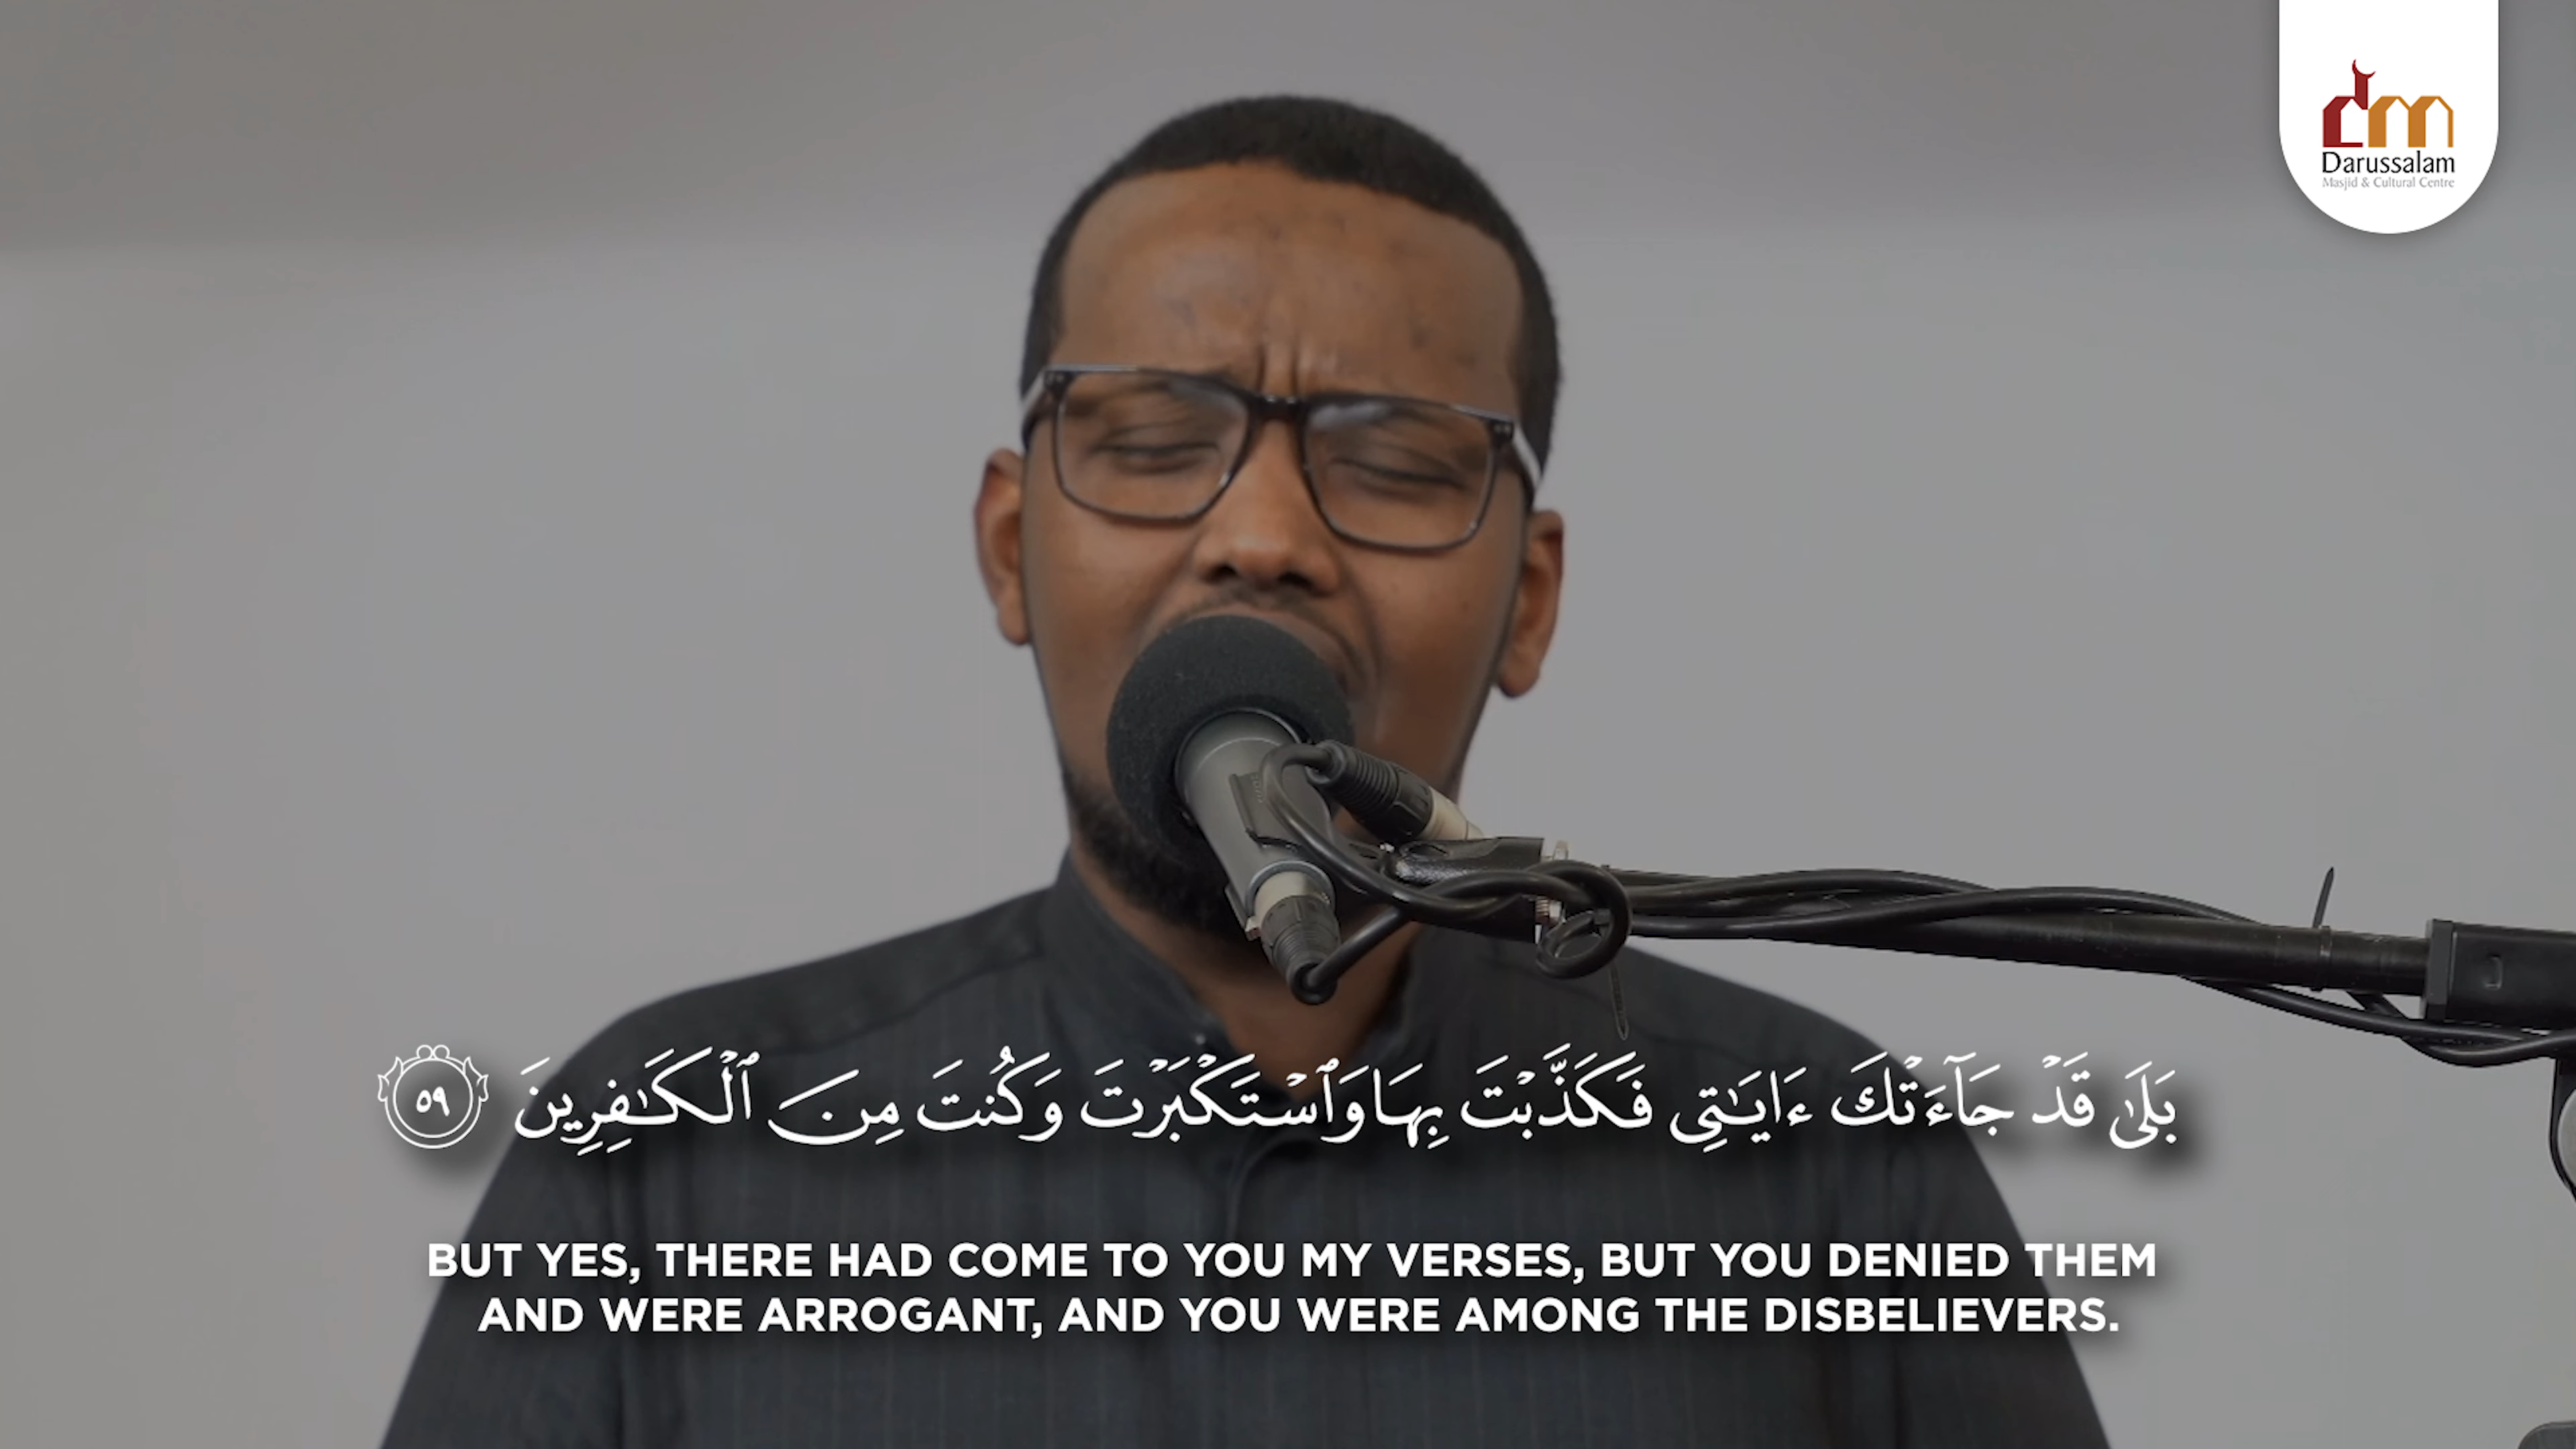 dm
Darussalam
Masjid & Cultural Centre
بَلَىٰ قَدْ جَآءَتْكَ ءَايَـٰتِى فَكَذَّبْتَ بِهَا وَٱسْتَكْبَرْتَ وَكُنتَ مِنَ ٱلْكَـٰفِرِينَ ٥٩
BUT YES, THERE HAD COME TO YOU MY VERSES, BUT YOU DENIED THEM
AND WERE ARROGANT, AND YOU WERE AMONG THE DISBELIEVERS.